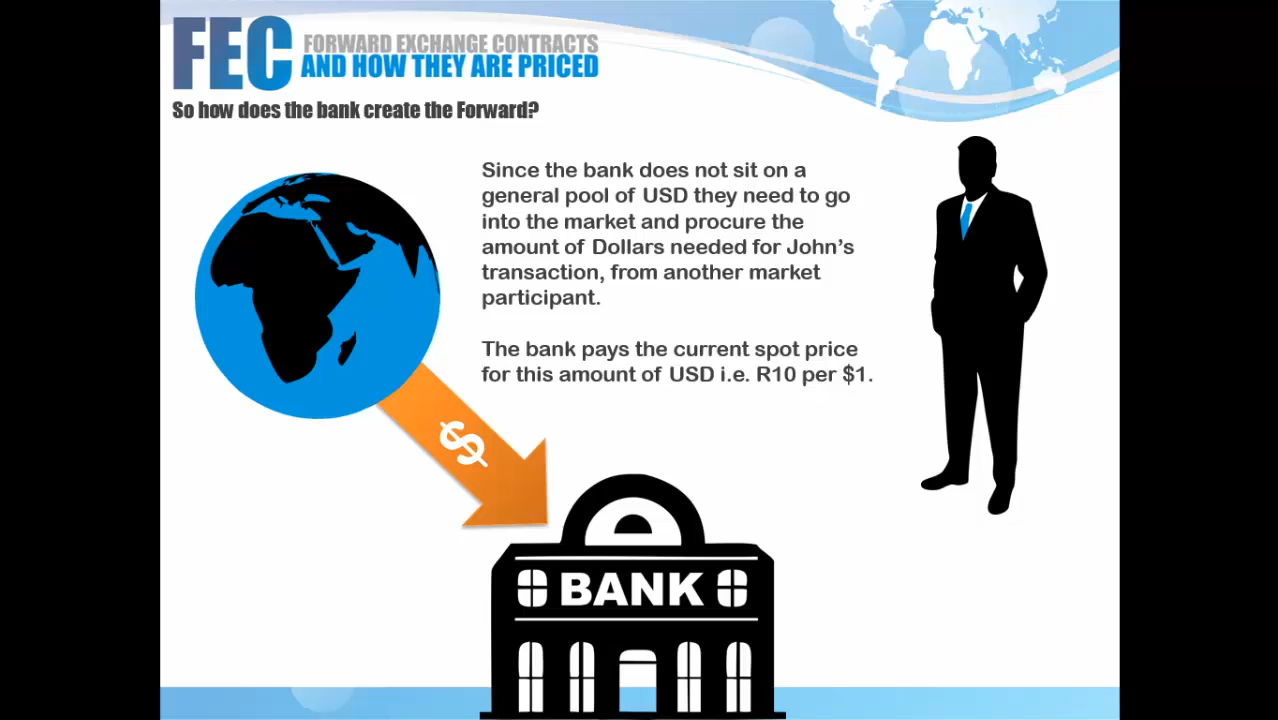 FEC
FORWARD EXCHANGE CONTRACTS
AND HOW THEY ARE PRICED
So how does the bank create the Forward?
Since the bank does not sit on a
general pool of USD they need to go
into the market and procure the
amount of Dollars needed for John's
transaction, from another market
participant.
The bank pays the current spot price
for this amount of USD i.e. R10 per $1.
$
BANK